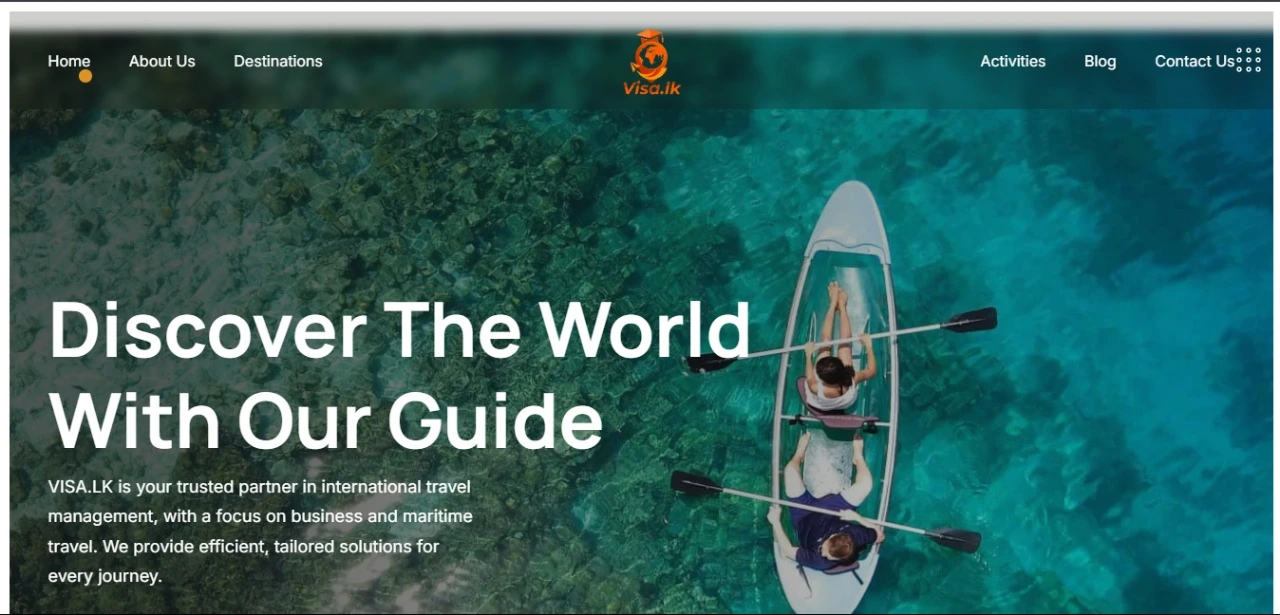 Home About Us Destinations Visa.lk Activities Blog Contact Us
Discover The World
With Our Guide
VISA.LK is your trusted partner in international travel
management, with a focus on business and maritime
travel. We provide efficient, tailored solutions for
every journey.